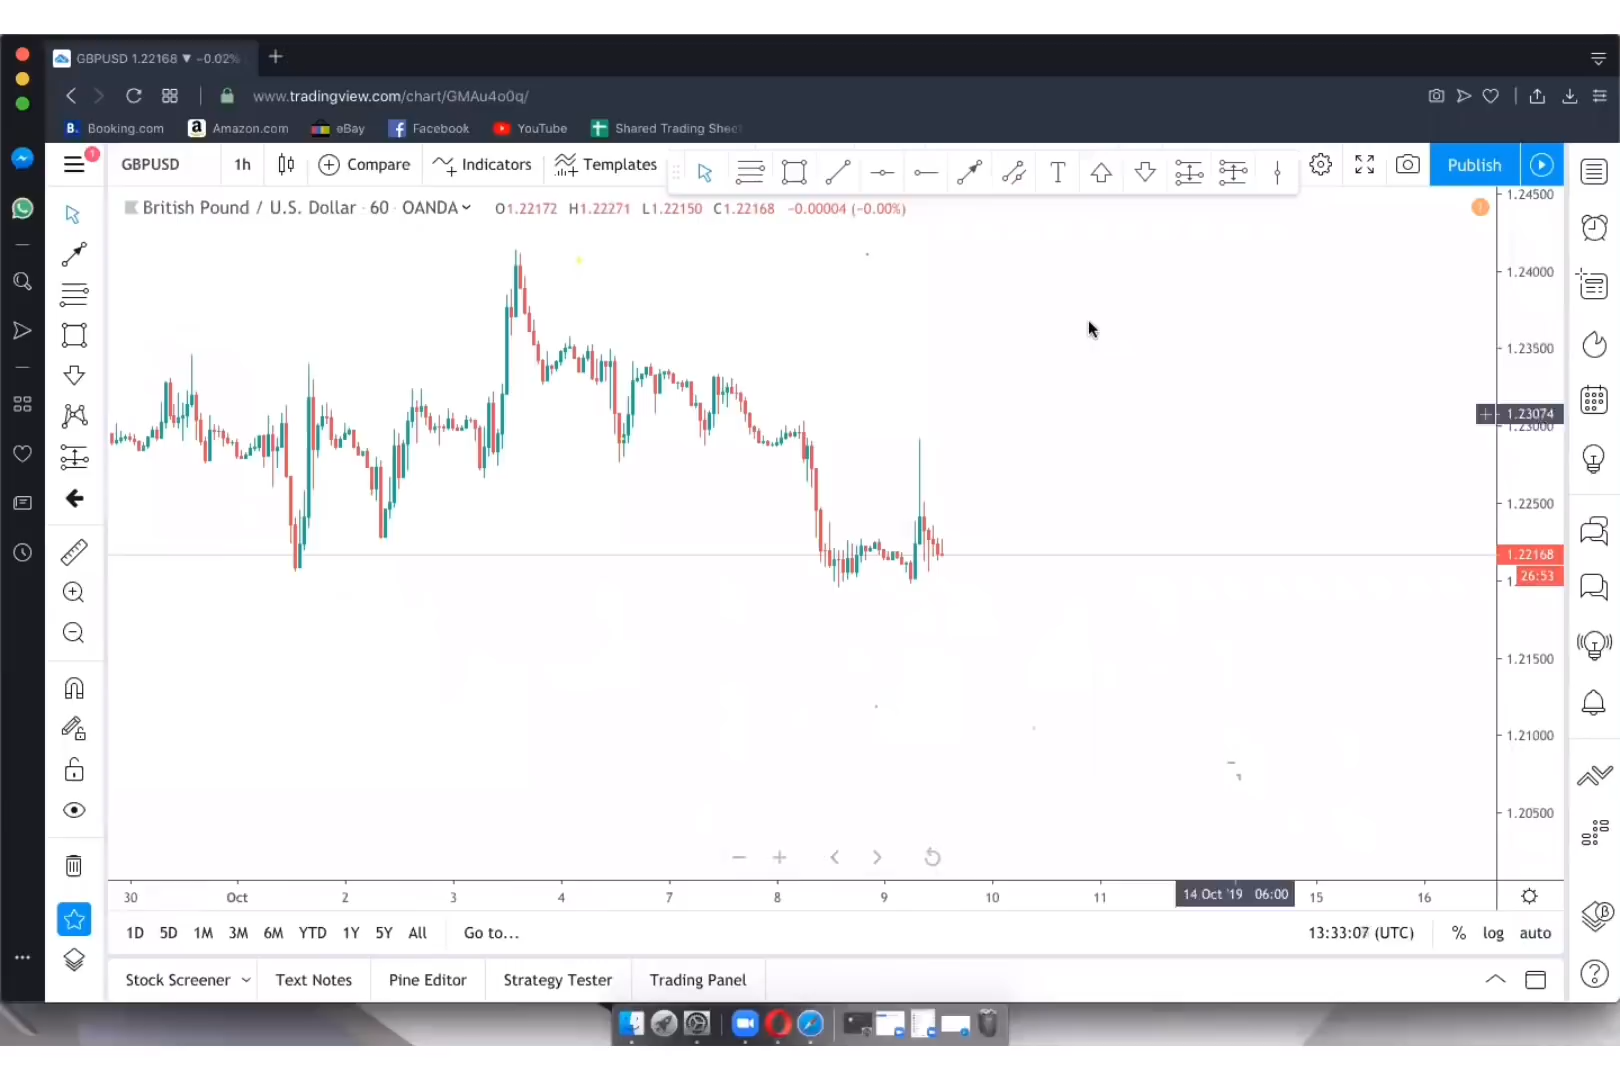 GBPUSD 1.22168 ▼ −0.02%
www.tradingview.com/chart/GMAu4o0q/
B. Booking.com
a Amazon.com
eBay
Facebook
YouTube
Shared Trading Sheet
1
GBPUSD
1h
Compare
Indicators
Templates
T
Publish
British Pound / U.S. Dollar · 60 · OANDA
O1.22172 H1.22271 L1.22150 C1.22168 −0.00004 (−0.00%)
1.24500
1.24000
1.23500
1.23074
1.23000
1.22500
1.22168
26:53
1.21500
1.21000
1.20500
30 Oct 2 3 4 7 8 9 10 11 14 Oct '19 06:00 15 16
1D 5D 1M 3M 6M YTD 1Y 5Y All Go to...
13:33:07 (UTC) % log auto
Stock Screener Text Notes Pine Editor Strategy Tester Trading Panel